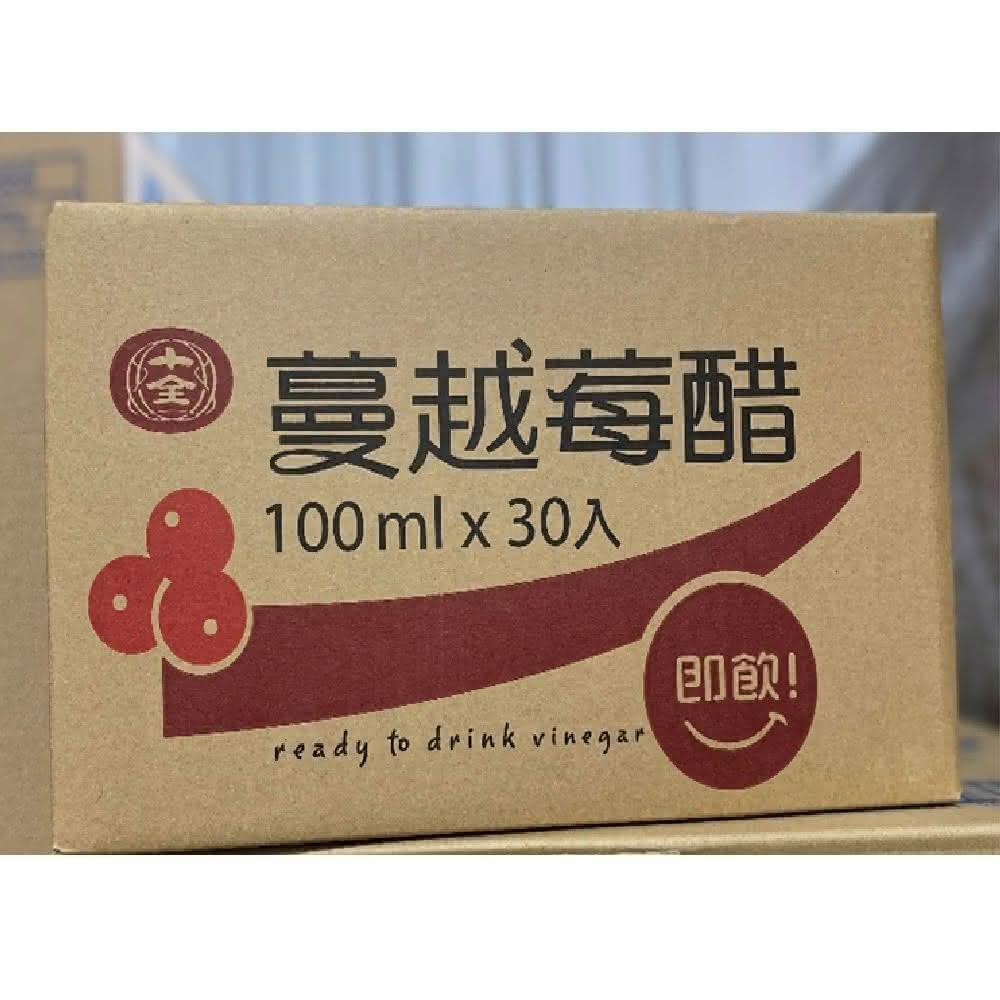 十全
蔓越莓醋
100ml x 30入
即飲!
ready to drink vinegar